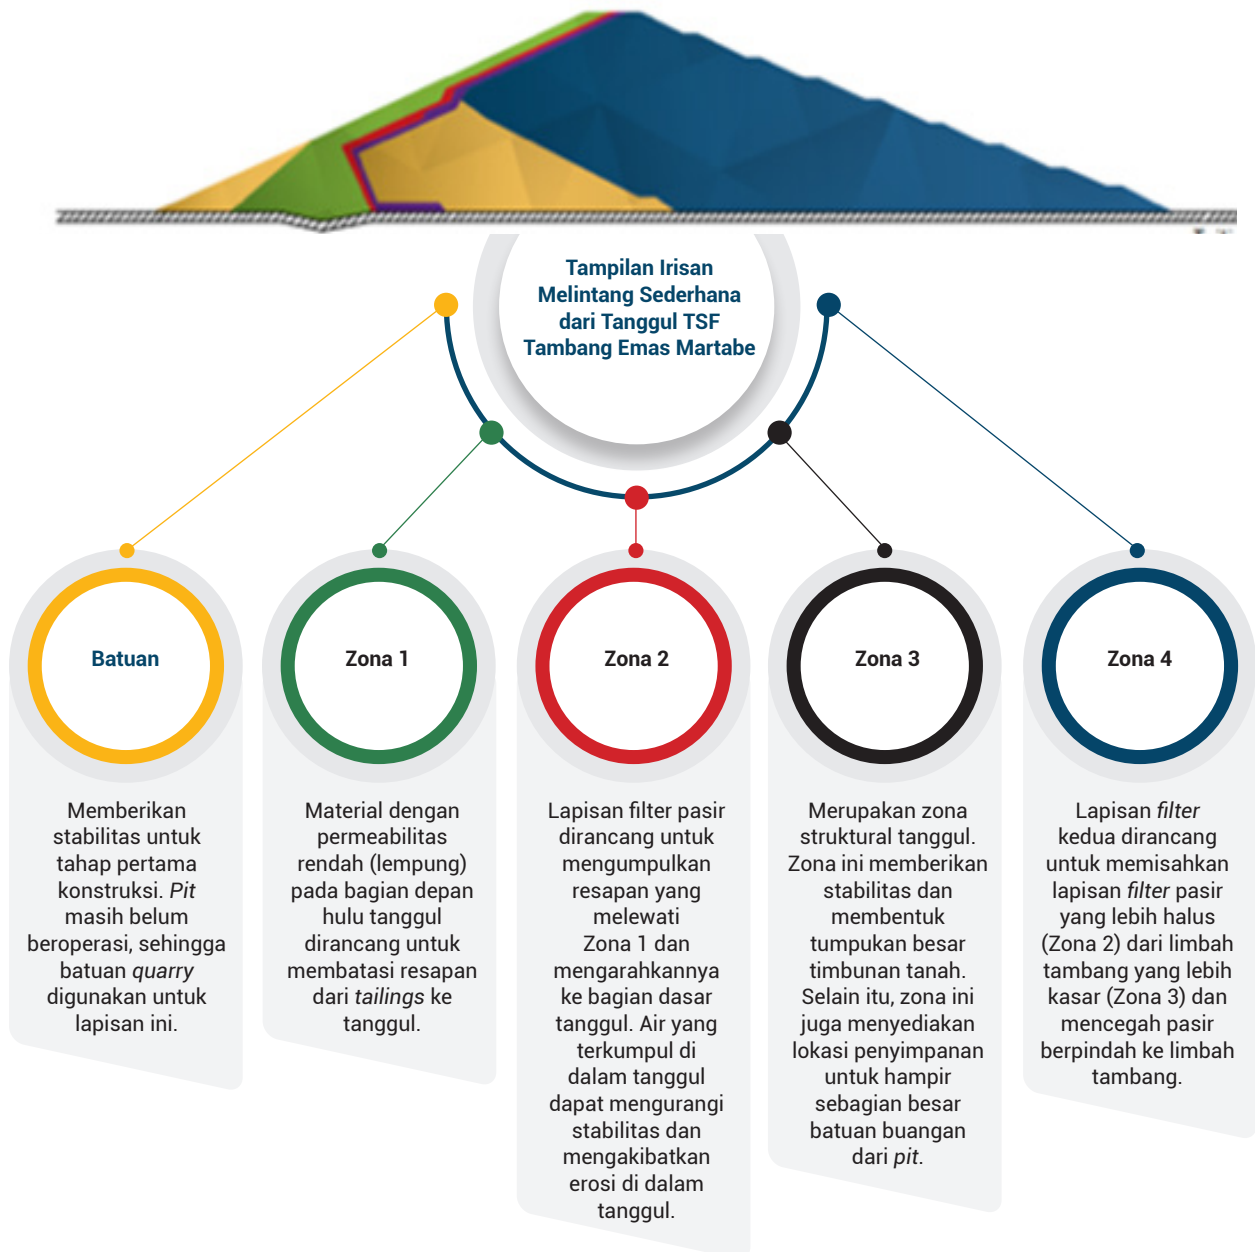 Tampilan Irisan
Melintang Sederhana
dari Tanggul TSF
Tambang Emas Martabe
Batuan
Memberikan
stabilitas untuk
tahap pertama
konstruksi. Pit
masih belum
beroperasi, sehingga
batuan quarry
digunakan untuk
lapisan ini.
Zona 1
Material dengan
permeabilitas
rendah (lempung)
pada bagian depan
hulu tanggul
dirancang untuk
membatasi resapan
dari tailings ke
tanggul.
Zona 2
Lapisan filter pasir
dirancang untuk
mengumpulkan
resapan yang
melewati
Zona 1 dan
mengarahkannya
ke bagian dasar
tanggul. Air yang
terkumpul di
dalam tanggul
dapat mengurangi
stabilitas dan
mengakibatkan
erosi di dalam
tanggul.
Zona 3
Merupakan zona
struktural tanggul.
Zona ini memberikan
stabilitas dan
membentuk
tumpukan besar
timbunan tanah.
Selain itu, zona ini
juga menyediakan
lokasi penyimpanan
untuk hampir
sebagian besar
batuan buangan
dari pit.
Zona 4
Lapisan filter
kedua dirancang
untuk memisahkan
lapisan filter pasir
yang lebih halus
(Zona 2) dari limbah
tambang yang lebih
kasar (Zona 3) dan
mencegah pasir
berpindah ke limbah
tambang.